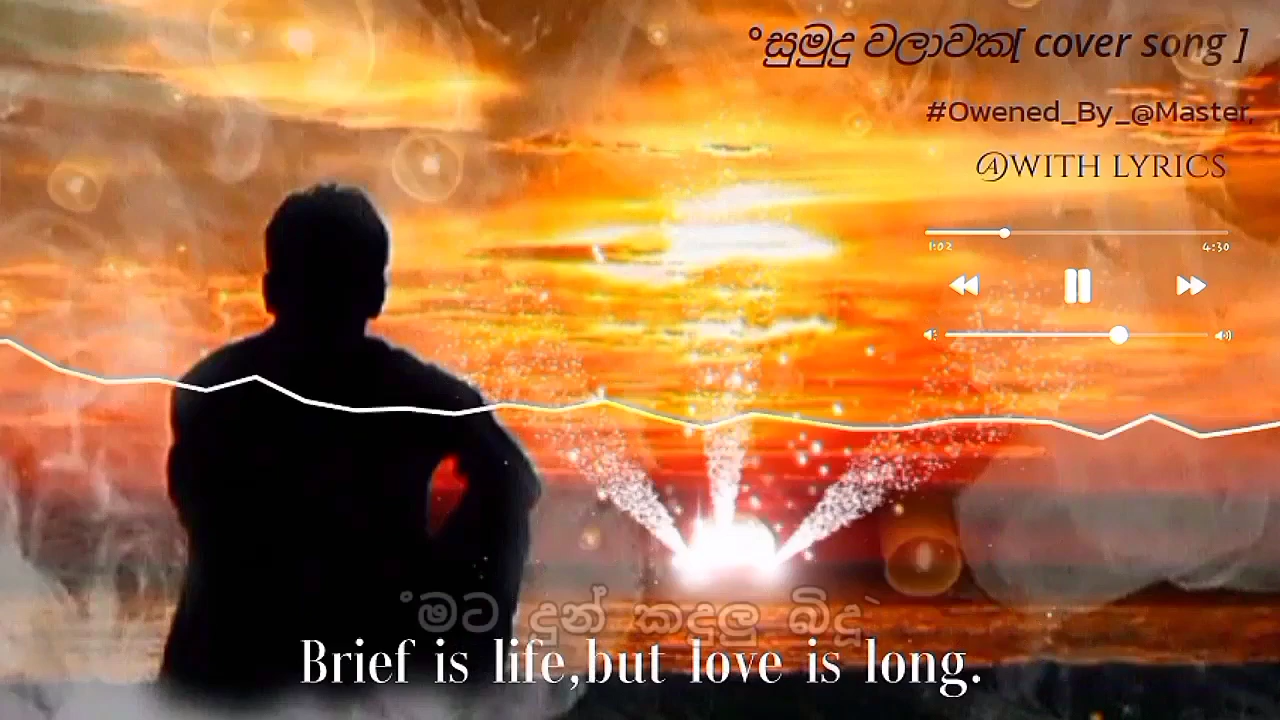 °සුමුදු වලාවක[ cover song ]
#Owened_By_@Master,
@WITH LYRICS
1:02
4:30
°මට දුන් කදුලු බිදු`
Brief is life,but love is long.